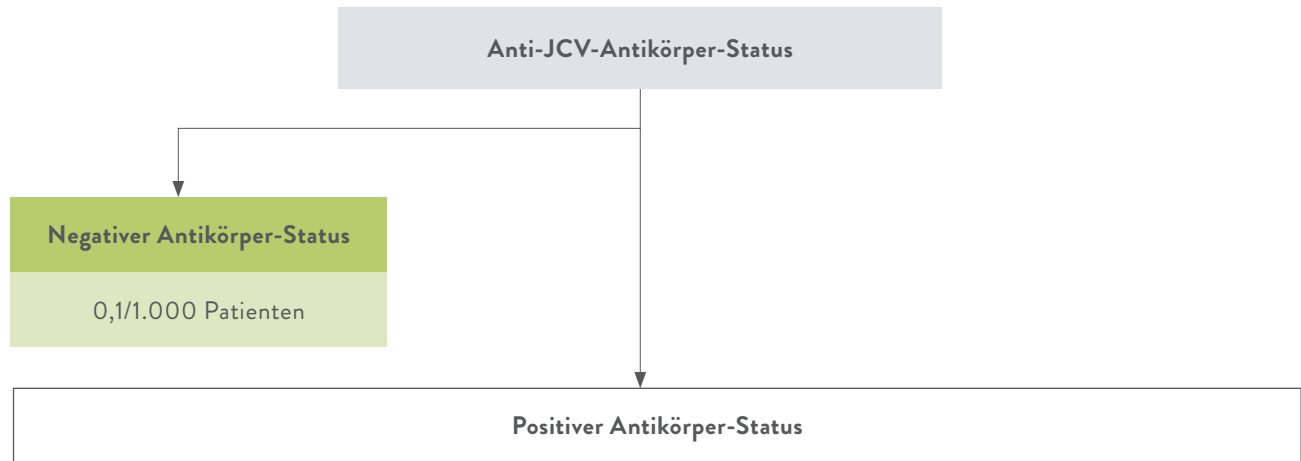 Anti-JCV-Antikörper-Status
Negativer Antikörper-Status
0,1/1.000 Patienten
Positiver Antikörper-Status